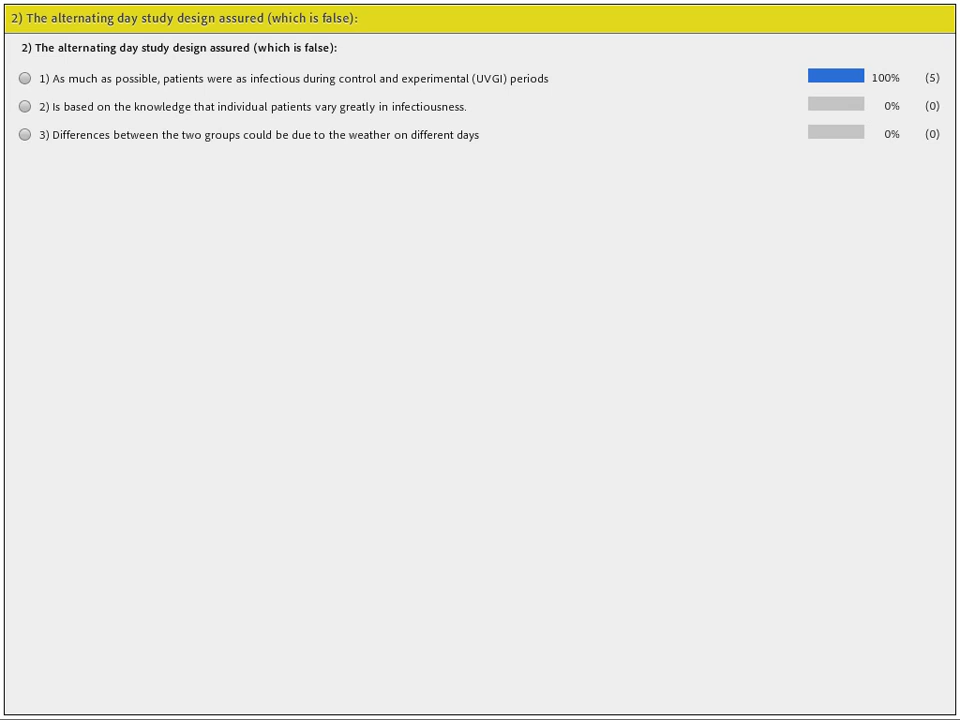 2) The alternating day study design assured (which is false):
2) The alternating day study design assured (which is false):
1) As much as possible, patients were as infectious during control and experimental (UVGI) periods 100% (5)
2) Is based on the knowledge that individual patients vary greatly in infectiousness. 0% (0)
3) Differences between the two groups could be due to the weather on different days 0% (0)